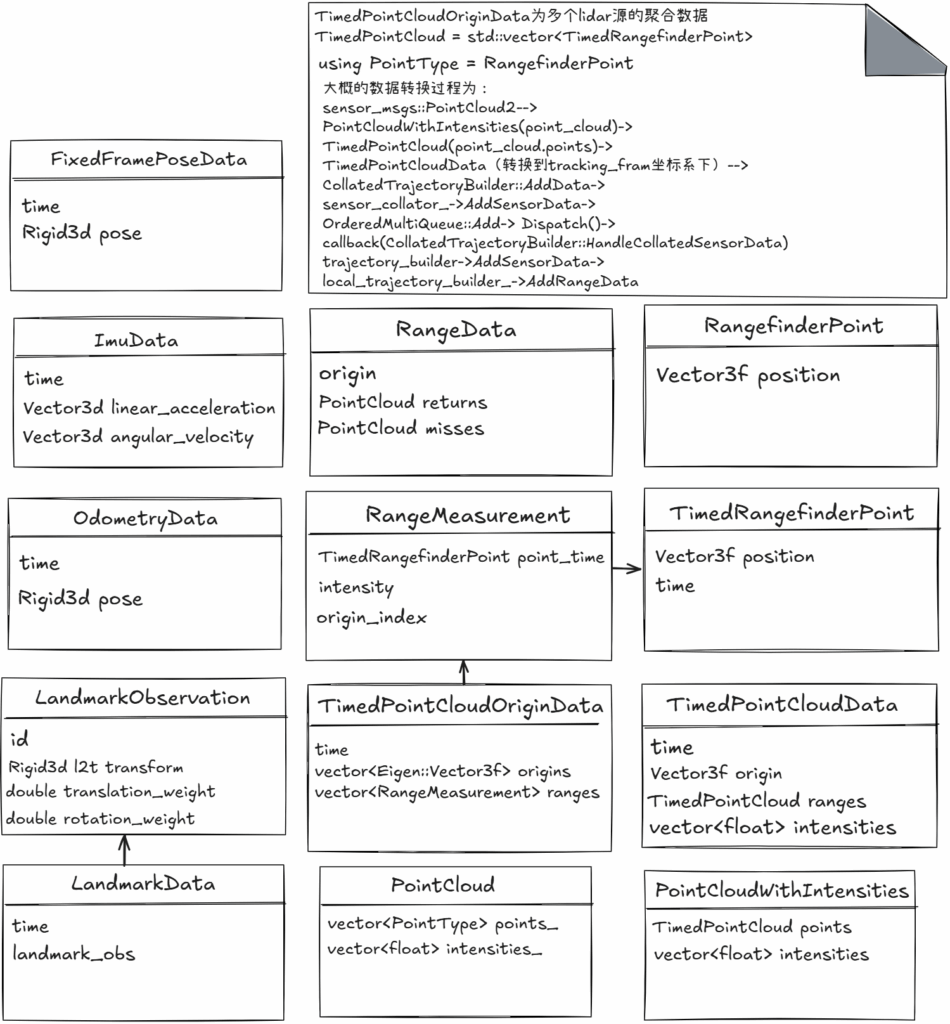 TimedPointCloudOriginData为多个lidar源的聚合数据
TimedPointCloud = std::vector<TimedRangefinderPoint>
using PointType = RangefinderPoint
大概的数据转换过程为：
sensor_msgs::PointCloud2-->
PointCloudWithIntensities(point_cloud)->
TimedPointCloud(point_cloud.points)->
TimedPointCloudData（转换到tracking_fram坐标系下）-->
CollatedTrajectoryBuilder::AddData->
sensor_collator_->AddSensorData->
OrderedMultiQueue::Add-> Dispatch()->
callback(CollatedTrajectoryBuilder::HandleCollatedSensorData)
trajectory_builder->AddSensorData->
local_trajectory_builder_->AddRangeData
FixedFramePoseData
time
Rigid3d pose
ImuData
time
Vector3d linear_acceleration
Vector3d angular_velocity
RangeData
origin
PointCloud returns
PointCloud misses
RangefinderPoint
Vector3f position
OdometryData
time
Rigid3d pose
RangeMeasurement
TimedRangefinderPoint point_time
intensity
origin_index
TimedRangefinderPoint
Vector3f position
time
LandmarkObservation
id
Rigid3d l2t transform
double translation_weight
double rotation_weight
TimedPointCloudOriginData
time
vector<Eigen::Vector3f> origins
vector<RangeMeasurement> ranges
TimedPointCloudData
time
Vector3f origin
TimedPointCloud ranges
vector<float> intensities
LandmarkData
time
landmark_obs
PointCloud
vector<PointType> points_
vector<float> intensities_
PointCloudWithIntensities
TimedPointCloud points
vector<float> intensities